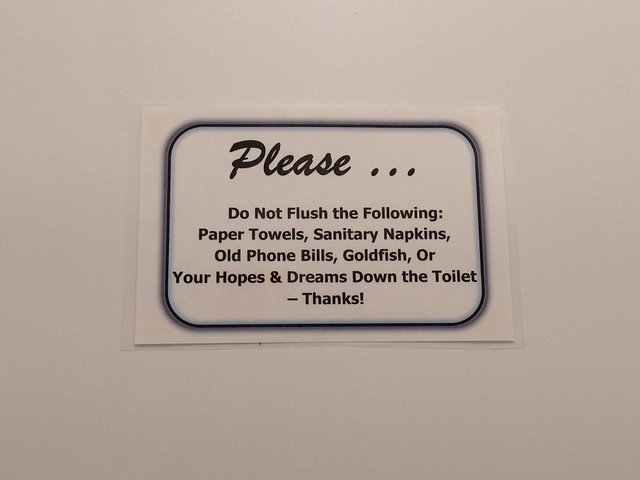 Please ...
Do Not Flush the Following:
Paper Towels, Sanitary Napkins,
Old Phone Bills, Goldfish, Or
Your Hopes & Dreams Down the Toilet
– Thanks!